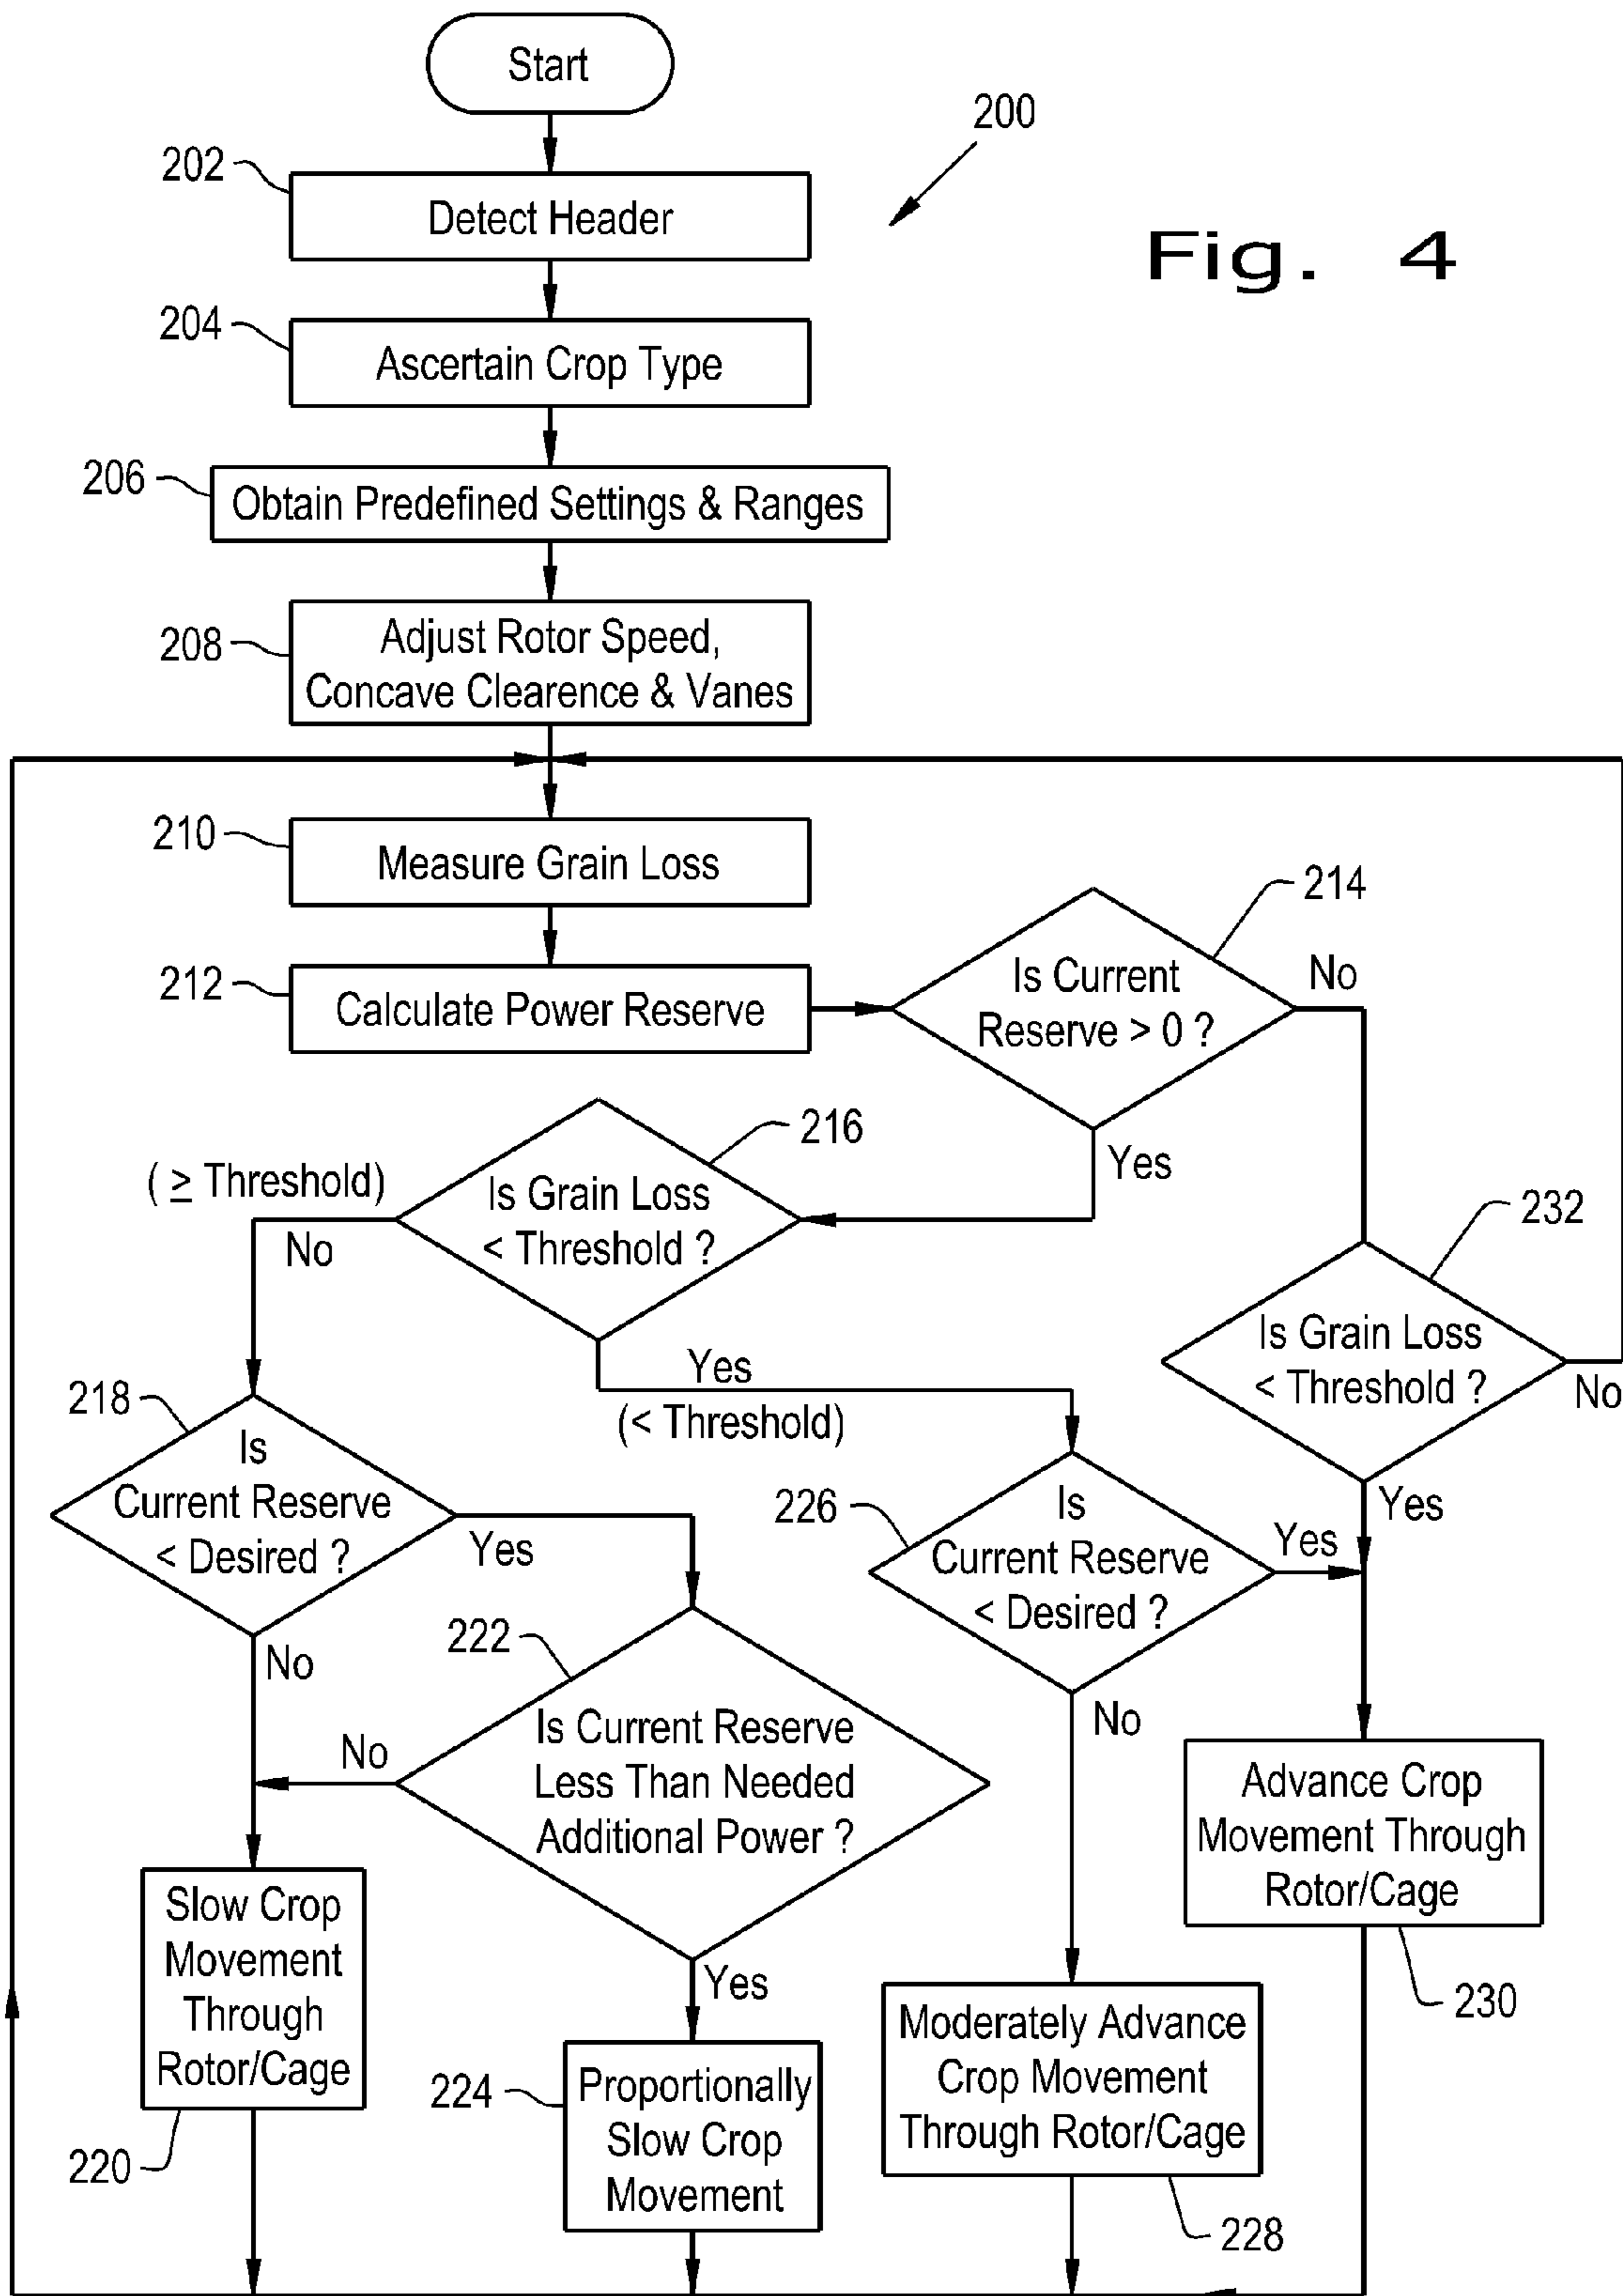 Start
200
202
Detect Header
Fig. 4
204
Ascertain Crop Type
206
Obtain Predefined Settings & Ranges
208
Adjust Rotor Speed,
Concave Clearence & Vanes
210
Measure Grain Loss
214
212
Calculate Power Reserve
Is Current
Reserve > 0 ?
No
Yes
216
(≥ Threshold)
Is Grain Loss
< Threshold ?
No
232
Is Grain Loss
< Threshold ?
No
Yes
Yes
(< Threshold)
218
Is
Current Reserve
< Desired ?
Yes
No
226
Is
Current Reserve
< Desired ?
Yes
No
222
Is Current Reserve
Less Than Needed
Additional Power ?
No
Yes
Advance Crop
Movement Through
Rotor/Cage
230
Slow Crop
Movement
Through
Rotor/Cage
220
224
Proportionally
Slow Crop
Movement
Moderately Advance
Crop Movement
Through Rotor/Cage
228